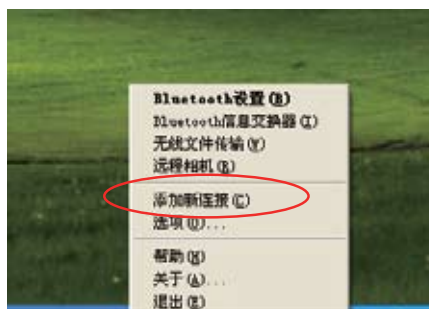 Bluetooth设置(B)
Bluetooth信息交换器(I)
无线文件传输(Y)
远程相机(R)
添加新连接(C)
选项(O)...
帮助(H)
关于(A)...
退出(E)